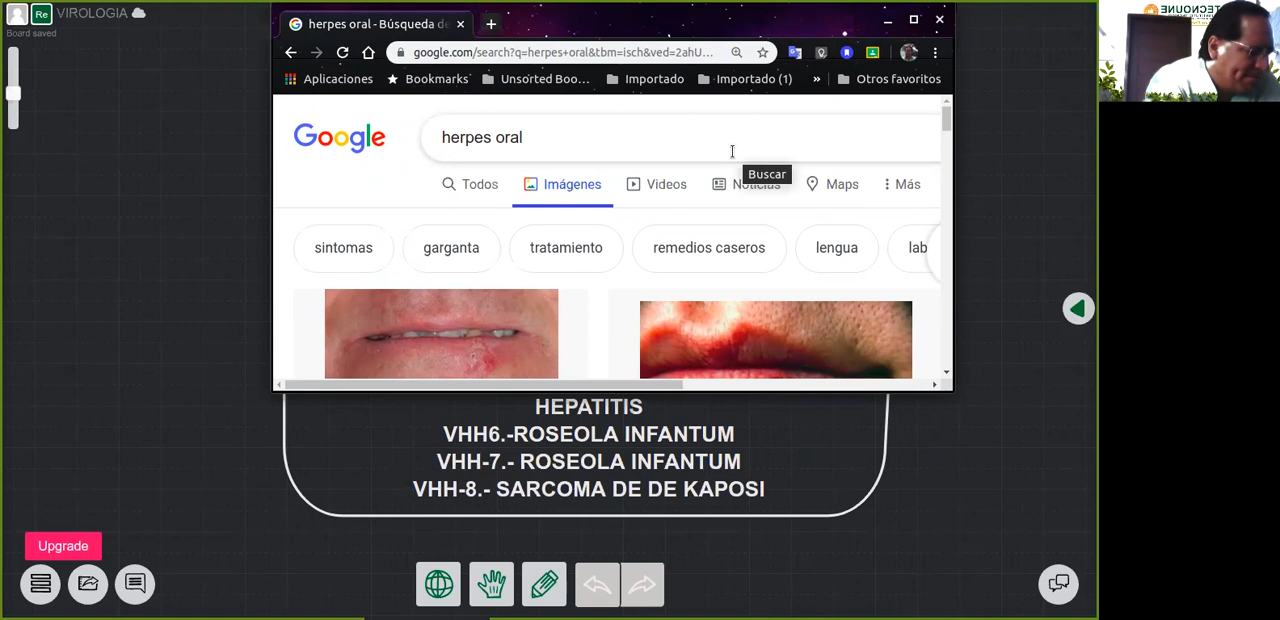 Re VIROLOGIA
Board saved
herpes oral - Búsqueda de
google.com/search?q=herpes+oral&tbm=isch&ved=2ahU...
Aplicaciones Bookmarks Unsorted Boo... Importado Importado (1) » Otros favoritos
Google
herpes oral
Buscar
Todos Imágenes Videos Noticias Maps Más
sintomas garganta tratamiento remedios caseros lengua lab
HEPATITIS
VHH6.-ROSEOLA INFANTUM
VHH-7.- ROSEOLA INFANTUM
VHH-8.- SARCOMA DE DE KAPOSI
Upgrade